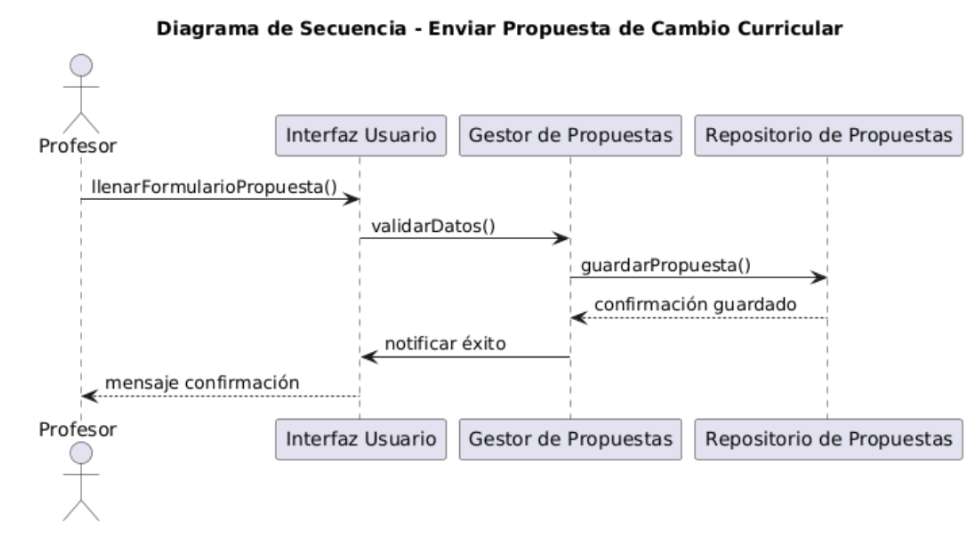 Diagrama de Secuencia - Enviar Propuesta de Cambio Curricular
Profesor
Interfaz Usuario
Gestor de Propuestas
Repositorio de Propuestas
llenarFormularioPropuesta()
validarDatos()
guardarPropuesta()
confirmación guardado
notificar éxito
mensaje confirmación
Profesor
Interfaz Usuario
Gestor de Propuestas
Repositorio de Propuestas